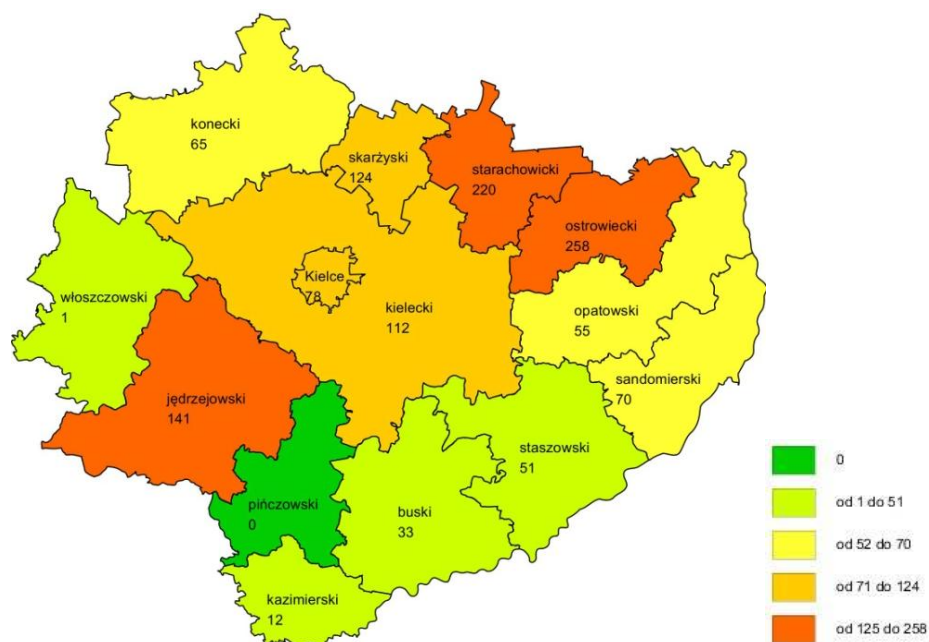 konecki
65
skarżyski
124
starachowicki
220
ostrowiecki
258
włoszczowski
1
Kielce
78
kielecki
112
opatowski
55
sandomierski
70
jędrzejowski
141
staszowski
51
pińczowski
0
buski
33
kazimierski
12
0
od 1 do 51
od 52 do 70
od 71 do 124
od 125 do 258